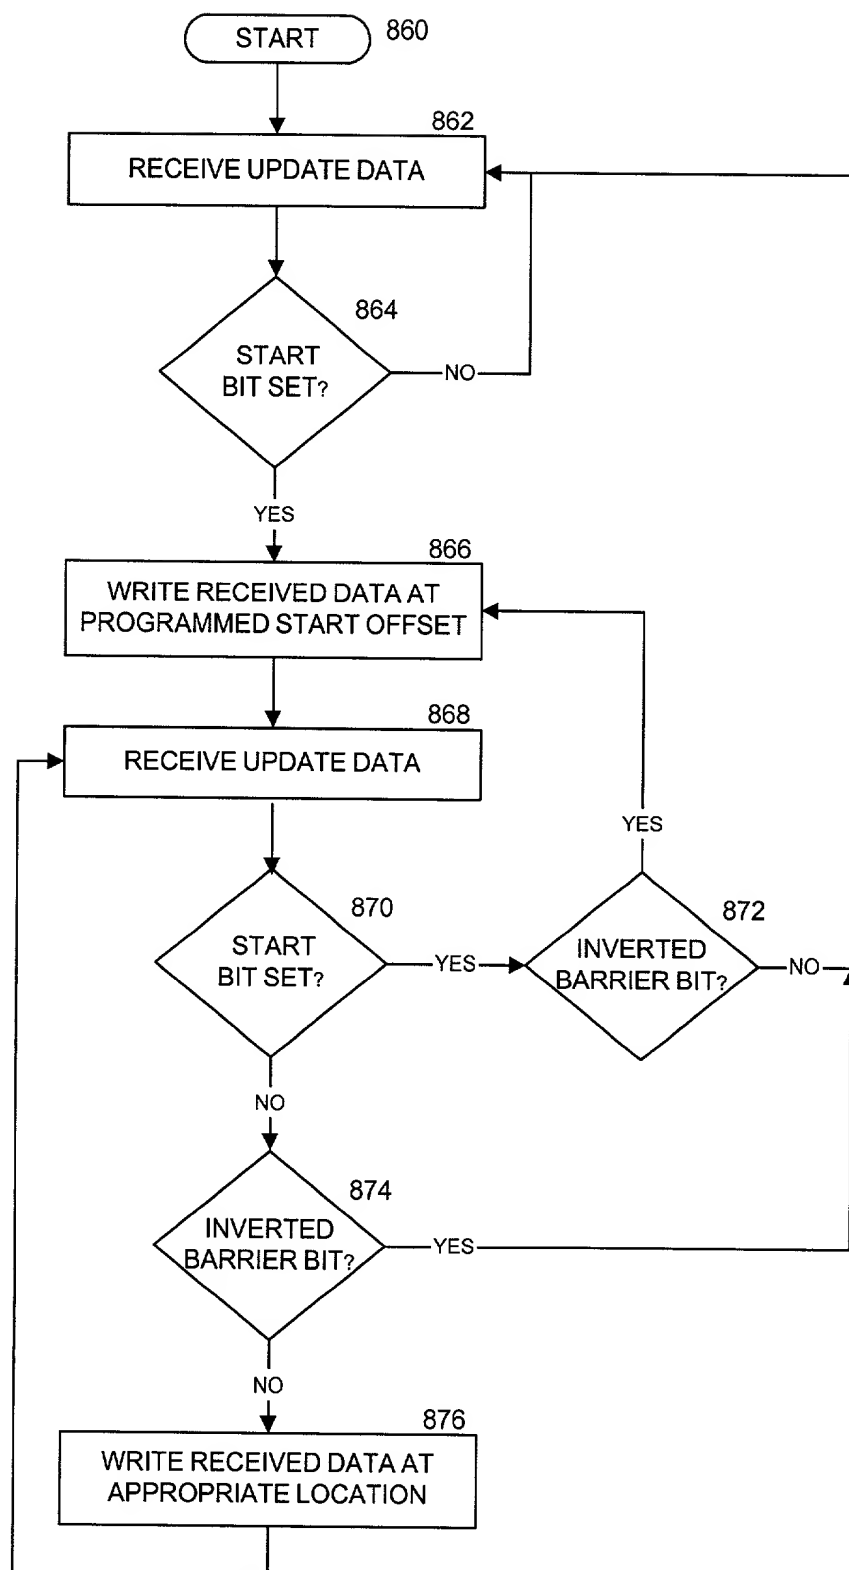 START
860
862
RECEIVE UPDATE DATA
864
START
BIT SET?
NO
YES
866
WRITE RECEIVED DATA AT
PROGRAMMED START OFFSET
868
RECEIVE UPDATE DATA
YES
870
START
BIT SET?
YES
872
INVERTED
BARRIER BIT?
NO
NO
874
INVERTED
BARRIER BIT?
YES
NO
876
WRITE RECEIVED DATA AT
APPROPRIATE LOCATION